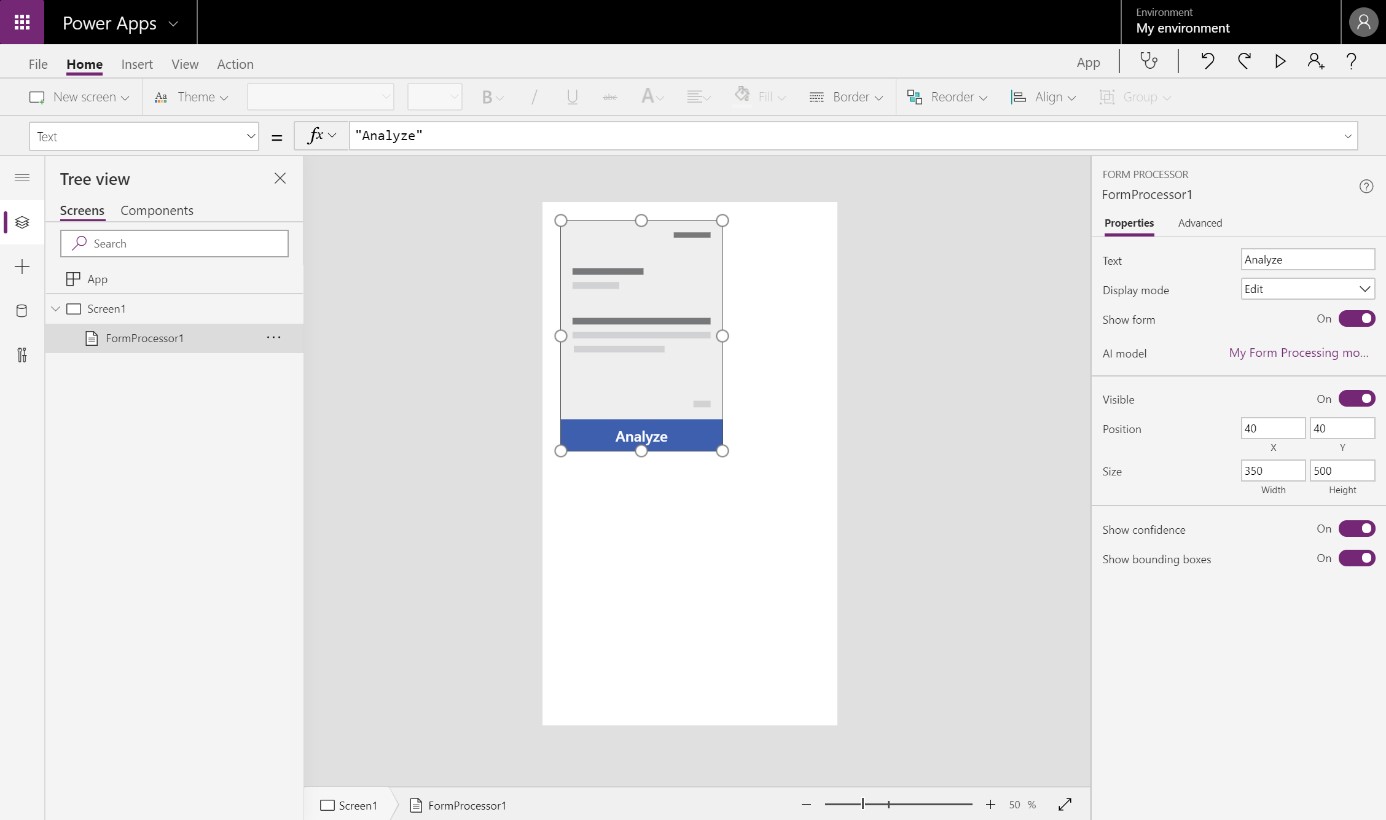 Power Apps
Environment
My environment
File Home Insert View Action
App
New screen Theme B / U abc A Fill Border Reorder Align Group
Text = fx "Analyze"
Tree view
Screens Components
Search
App
Screen1
FormProcessor1 ...
Analyze
FORM PROCESSOR
FormProcessor1
Properties Advanced
Text Analyze
Display mode Edit
Show form On
AI model My Form Processing mo...
Visible On
Position 40 40
X Y
Size 350 500
Width Height
Show confidence On
Show bounding boxes On
Screen1 FormProcessor1
50 %